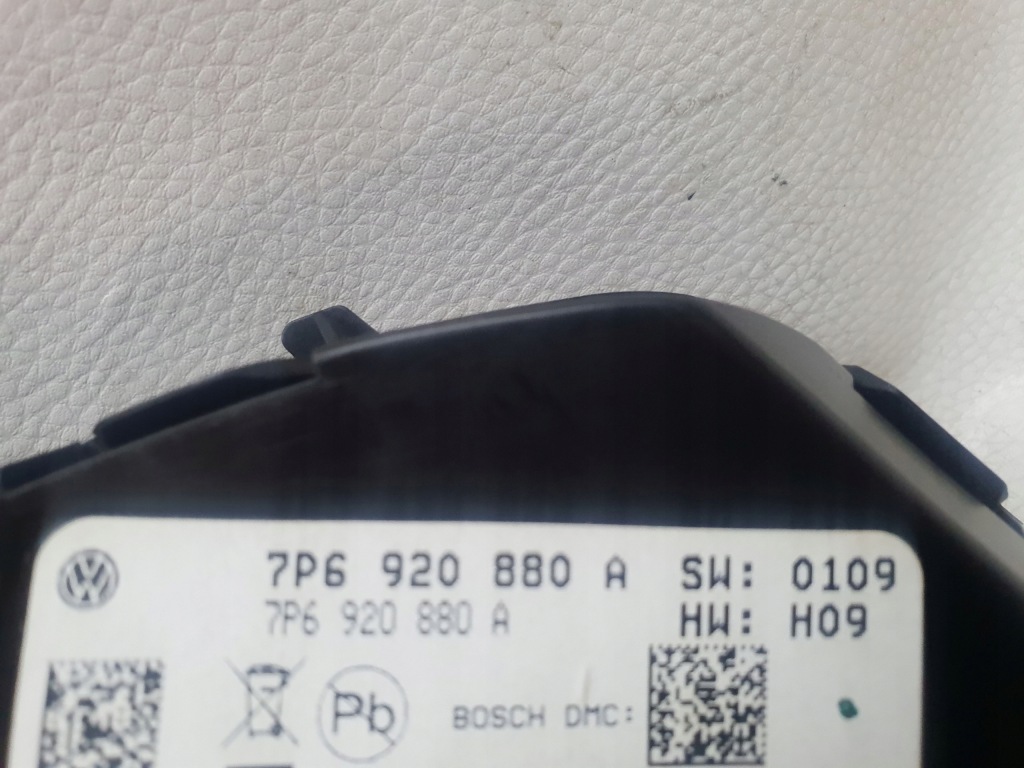 7P6 920 880 A SW: 0109
7P6 920 880 A HW: H09
Pb BOSCH DMC: